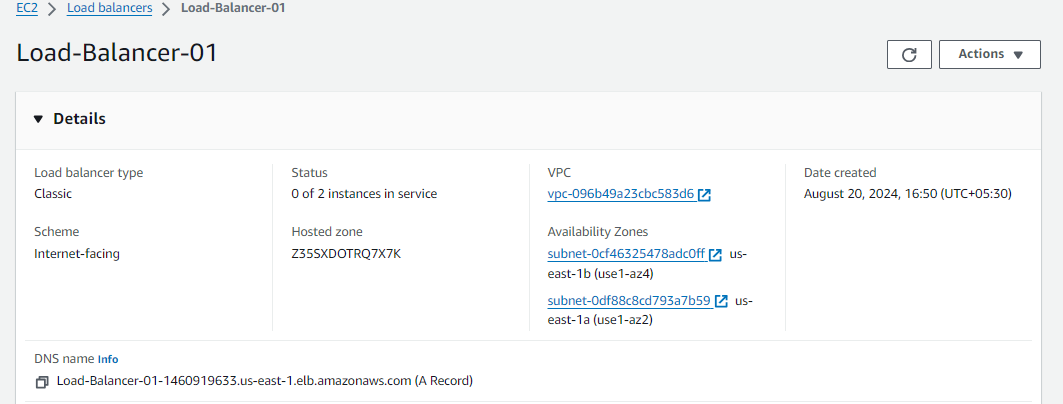 EC2 > Load balancers > Load-Balancer-01
Load-Balancer-01
Actions
Details
Load balancer type
Classic
Status
0 of 2 instances in service
VPC
vpc-096b49a23cbc583d6
Date created
August 20, 2024, 16:50 (UTC+05:30)
Scheme
Internet-facing
Hosted zone
Z35SXDOTRQ7X7K
Availability Zones
subnet-0cf46325478adc0ff us-
east-1b (use1-az4)
subnet-0df88c8cd793a7b59 us-
east-1a (use1-az2)
DNS name Info
Load-Balancer-01-1460919633.us-east-1.elb.amazonaws.com (A Record)